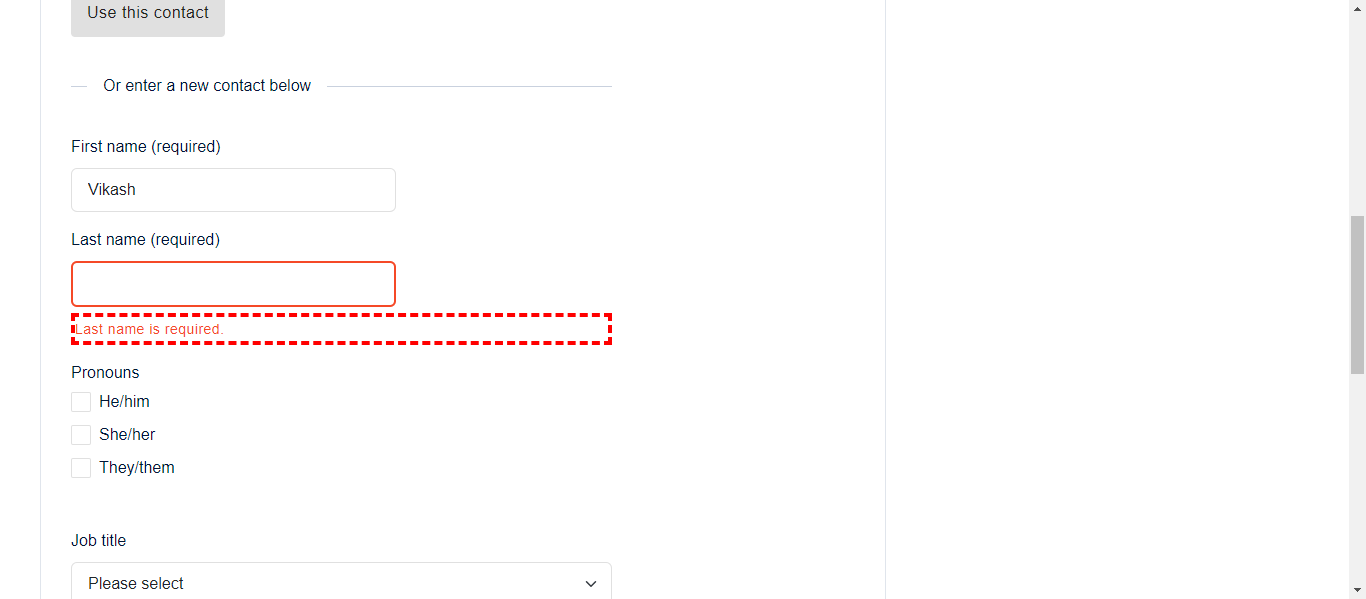 Use this contact
Or enter a new contact below
First name (required)
Vikash
Last name (required)
Last name is required.
Pronouns
He/him
She/her
They/them
Job title
Please select